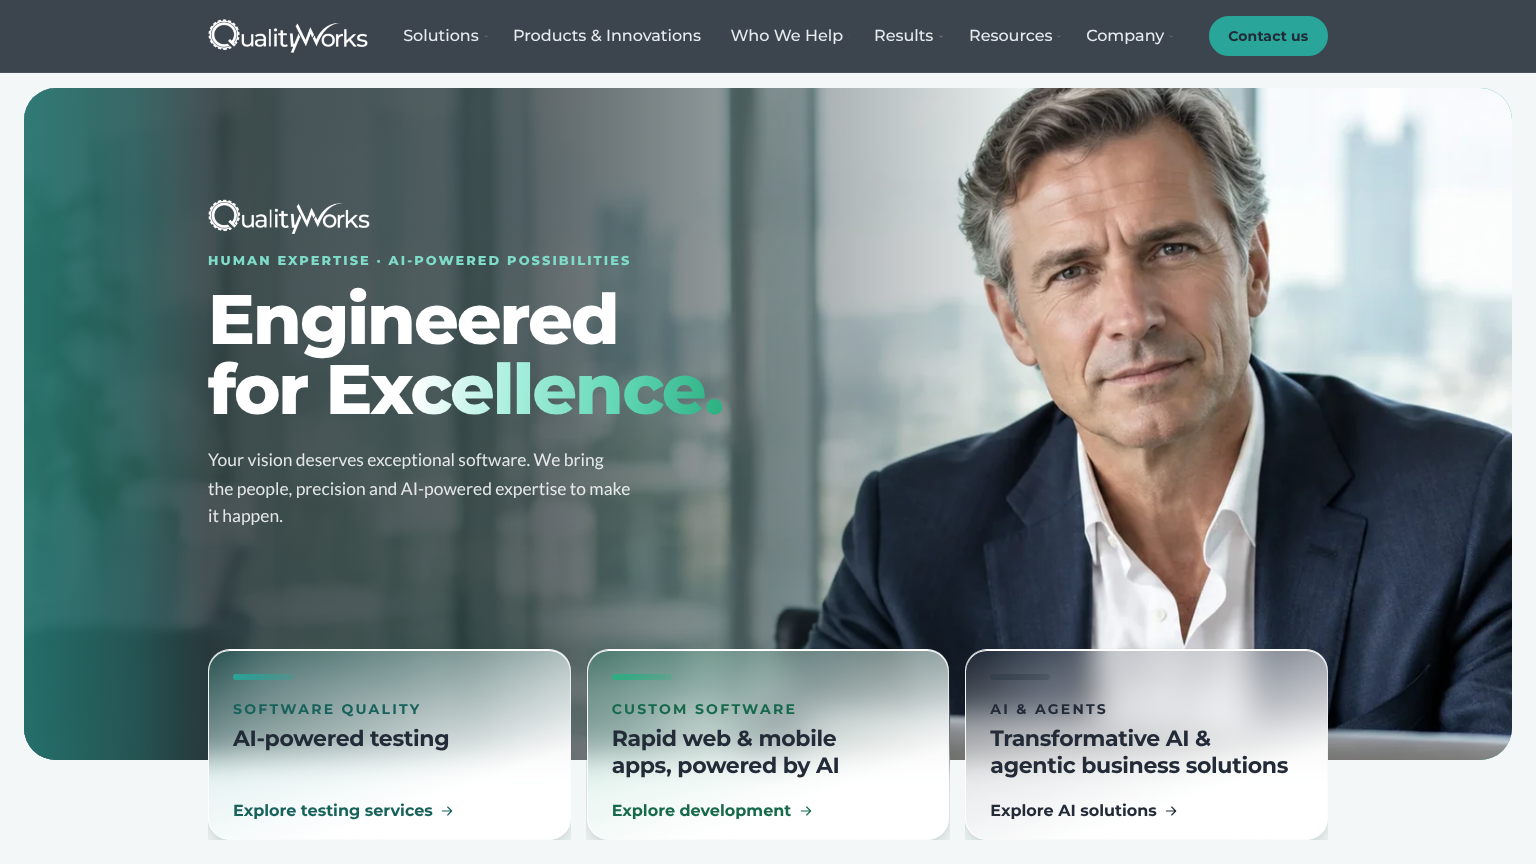 QualityWorks
Solutions
Products & Innovations
Who We Help
Results
Resources
Company
Contact us
QualityWorks
HUMAN EXPERTISE · AI-POWERED POSSIBILITIES
Engineered
for Excellence.
Your vision deserves exceptional software. We bring
the people, precision and AI-powered expertise to make
it happen.
SOFTWARE QUALITY
AI-powered testing
Explore testing services →
CUSTOM SOFTWARE
Rapid web & mobile
apps, powered by AI
Explore development →
AI & AGENTS
Transformative AI &
agentic business solutions
Explore AI solutions →